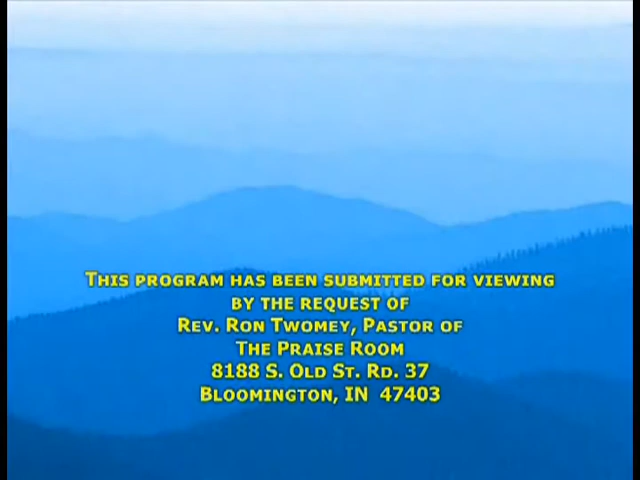 This program has been submitted for viewing
by the request of
Rev. Ron Twomey, Pastor of
The Praise Room
8188 S. Old St. Rd. 37
Bloomington, IN 47403